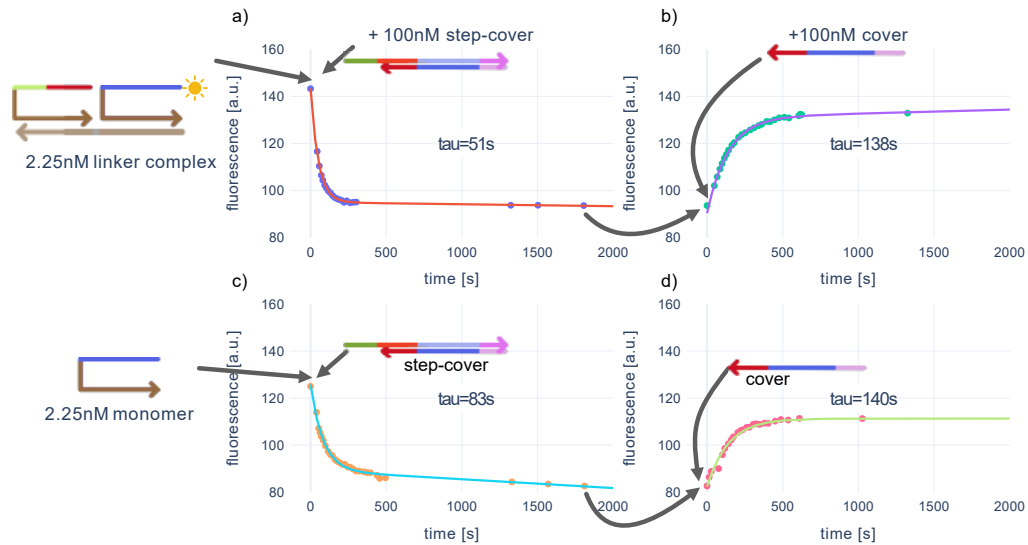 a)
+ 100nM step-cover
160
140
120
100
80
fluorescence [a.u.]
tau=51s
0
500
1000
1500
2000
time [s]
b)
+100nM cover
160
140
120
100
80
fluorescence [a.u.]
tau=138s
0
500
1000
1500
2000
time [s]
2.25nM linker complex
c)
160
140
120
100
80
fluorescence [a.u.]
step-cover
tau=83s
0
500
1000
1500
2000
time [s]
d)
160
140
120
100
80
fluorescence [a.u.]
cover
tau=140s
0
500
1000
1500
2000
time [s]
2.25nM monomer